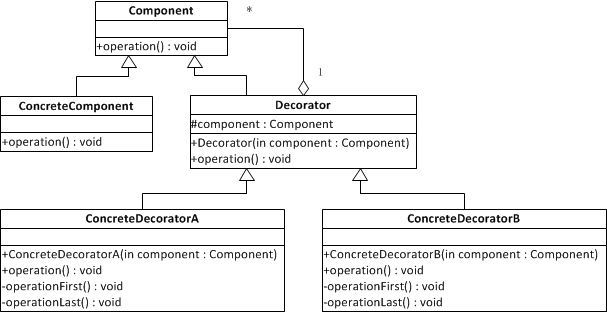 Component
*
+operation() : void
1
ConcreteComponent
+operation() : void
Decorator
#component : Component
+Decorator(in component : Component)
+operation() : void
ConcreteDecoratorA
+ConcreteDecoratorA(in component : Component)
+operation() : void
-operationFirst() : void
-operationLast() : void
ConcreteDecoratorB
+ConcreteDecoratorB(in component : Component)
+operation() : void
-operationFirst() : void
-operationLast() : void